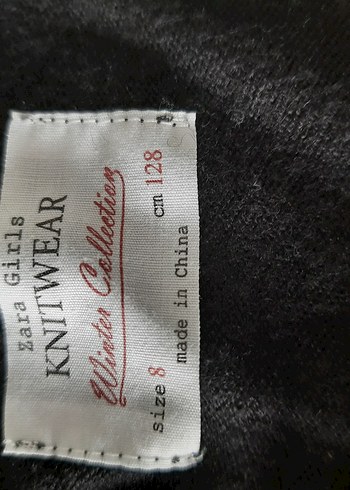 Zara Girls
KNITWEAR
Winter Collection
size 8 cm 128
made in China